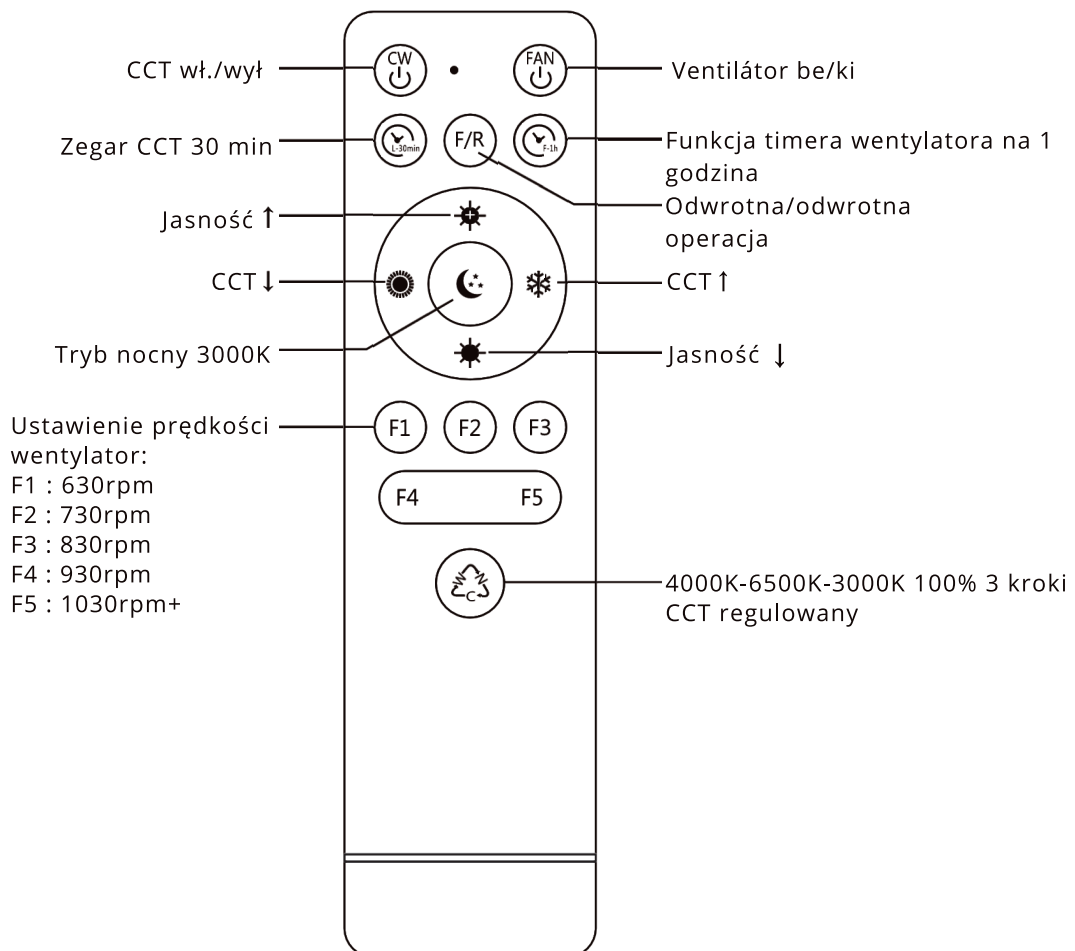 CCT wł./wył
CW
FAN
Ventilátor be/ki
Zegar CCT 30 min
L-30min
F/R
F-1h
Funkcja timera wentylatora na 1
godzina
Odwrotna/odwrotna
operacja
Jasność ↑
CCT ↓
CCT ↑
Tryb nocny 3000K
Jasność ↓
Ustawienie prędkości
wentylator:
F1 : 630rpm
F2 : 730rpm
F3 : 830rpm
F4 : 930rpm
F5 : 1030rpm+
F1
F2
F3
F4
F5
W
N
C
4000K-6500K-3000K 100% 3 kroki
CCT regulowany